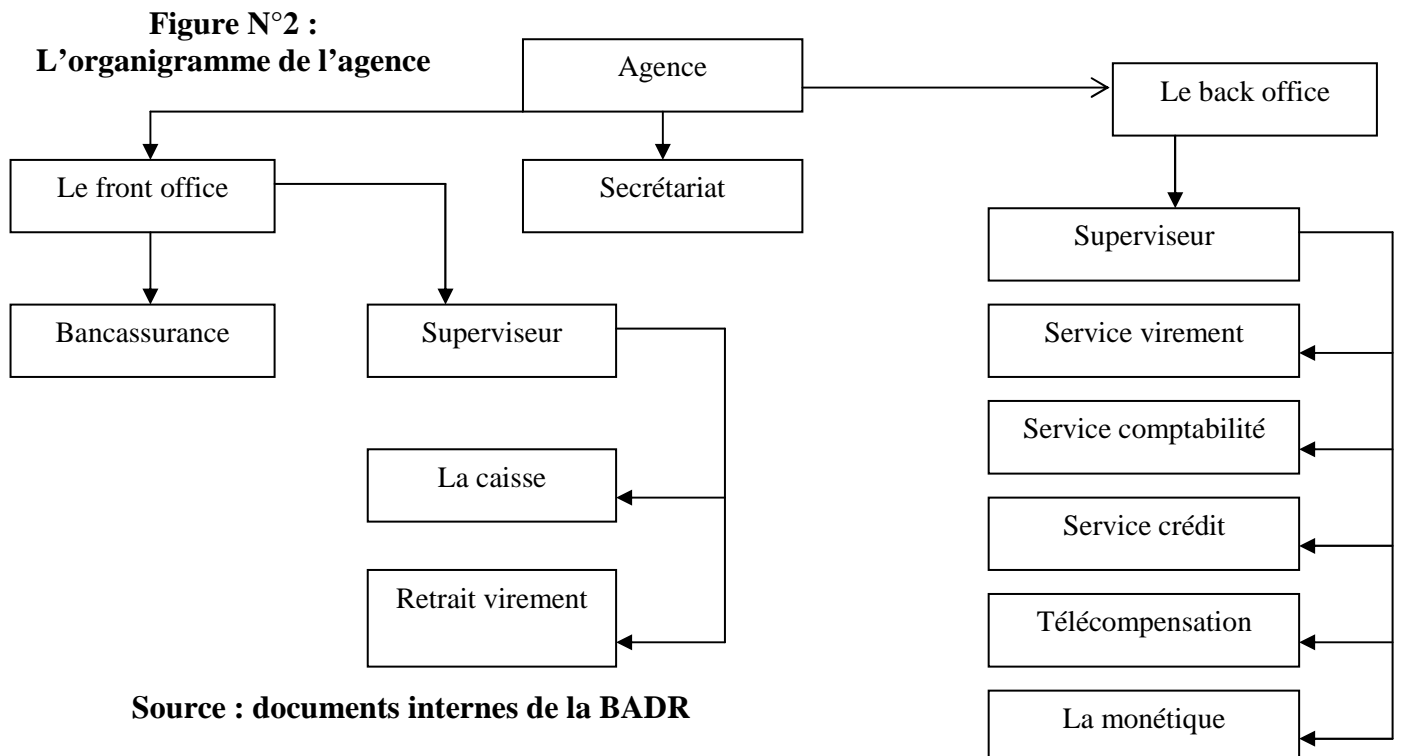 Figure N°2 :
L’organigramme de l’agence
Agence
Le back office
Le front office
Secrétariat
Superviseur
Bancassurance
Superviseur
Service virement
Service comptabilité
La caisse
Service crédit
Retrait virement
Télécompensation
Source : documents internes de la BADR
La monétique